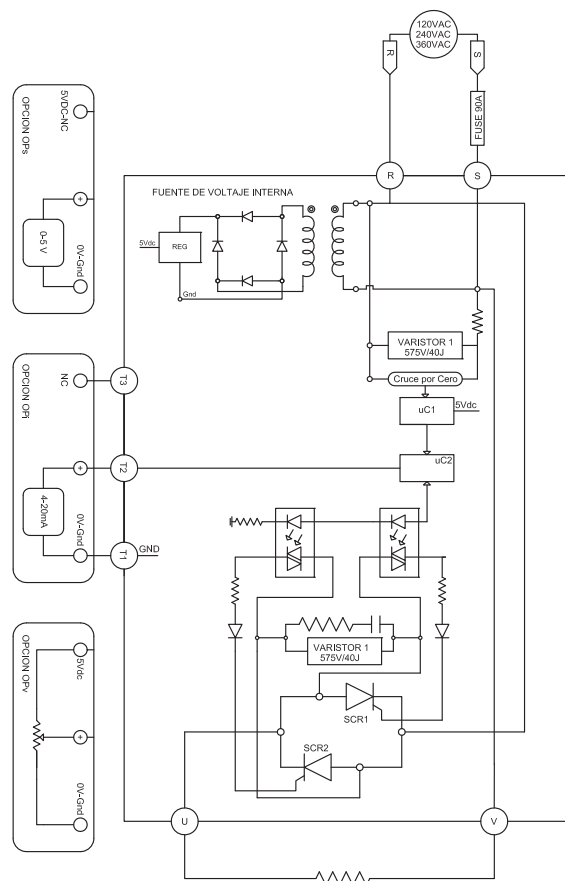 120VAC
240VAC
360VAC
R
S
FUSE 90A
R
S
OPCION OPs
5VDC-NC
+
0-5 V
0V-Gnd
FUENTE DE VOLTAJE INTERNA
5Vdc
REG
Gnd
VARISTOR 1
575V/40J
Cruce por Cero
uC1
5Vdc
uC2
OPCION OPi
NC
+
4-20mA
0V-Gnd
T3
T2
T1
GND
VARISTOR 1
575V/40J
SCR1
SCR2
OPCION OPv
5Vdc
+
0V-Gnd
U
V